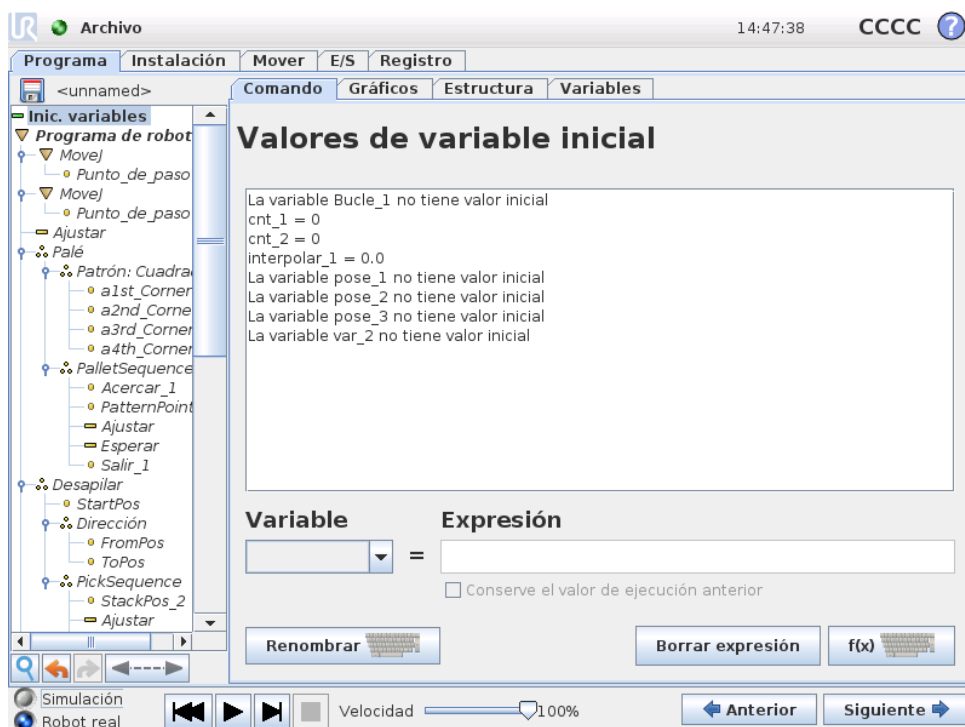 UR Archivo 14:47:38 CCCC ?
Programa Instalación Mover E/S Registro
<unnamed>
Comando Gráficos Estructura Variables
Inic. variables
Programa de robot
MoveJ
Punto_de_paso
MoveJ
Punto_de_paso
Ajustar
Palé
Patrón: Cuadra
a1st_Corner
a2nd_Corne
a3rd_Corner
a4th_Corner
PalletSequence
Acercar_1
PatternPoint
Ajustar
Esperar
Salir_1
Desapilar
StartPos
Dirección
FromPos
ToPos
PickSequence
StackPos_2
Ajustar
Valores de variable inicial
La variable Bucle_1 no tiene valor inicial
cnt_1 = 0
cnt_2 = 0
interpolar_1 = 0.0
La variable pose_1 no tiene valor inicial
La variable pose_2 no tiene valor inicial
La variable pose_3 no tiene valor inicial
La variable var_2 no tiene valor inicial
Variable Expresión
=
Conserve el valor de ejecución anterior
Renombrar Borrar expresión f(x)
Simulación
Robot real
Velocidad 100% Anterior Siguiente